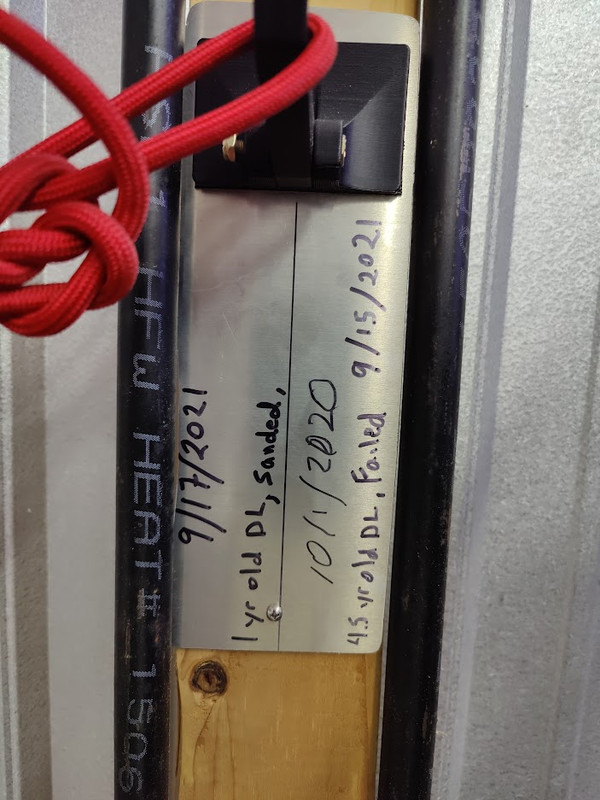 HFW HEAT# 1506
9/17/2021
1 yr old DL, Sanded,
10/1/2020
4.5 yr old DL, Failed 9/15/2021